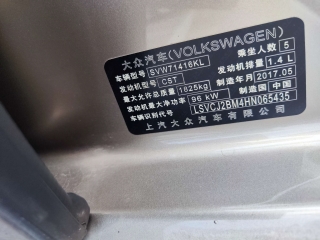 大众汽车(VOLKSWAGEN)
车辆型号 SVW71416KL 乘坐人数 5
发动机型号 CST 发动机排量 1.4 L
最大允许总质量 1825kg 制造年月 2017.05
发动机最大净功率 96 kW 制造国 中国
车辆识别代号 LSVCJ2BM4HN065435
上汽大众汽车有限公司